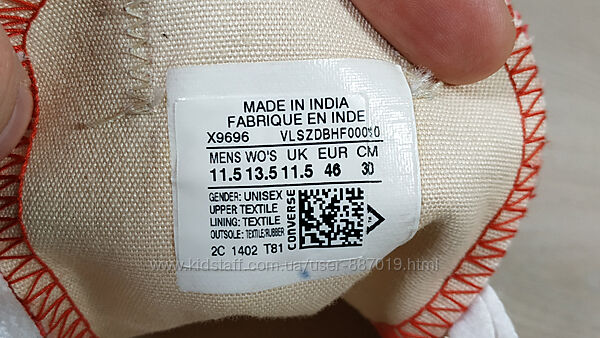 MADE IN INDIA
FABRIQUE EN INDE
X9696 VLSZDBHF000
MENS WO'S UK EUR CM
11.5 13.5 11.5 46 30
GENDER: UNISEX
UPPER TEXTILE
LINING: TEXTILE
OUTSOLE: TEXTILE/RUBBER
2C 1402 T81
CONVERSE
www.kidstaff.com.ua/user-887019.html